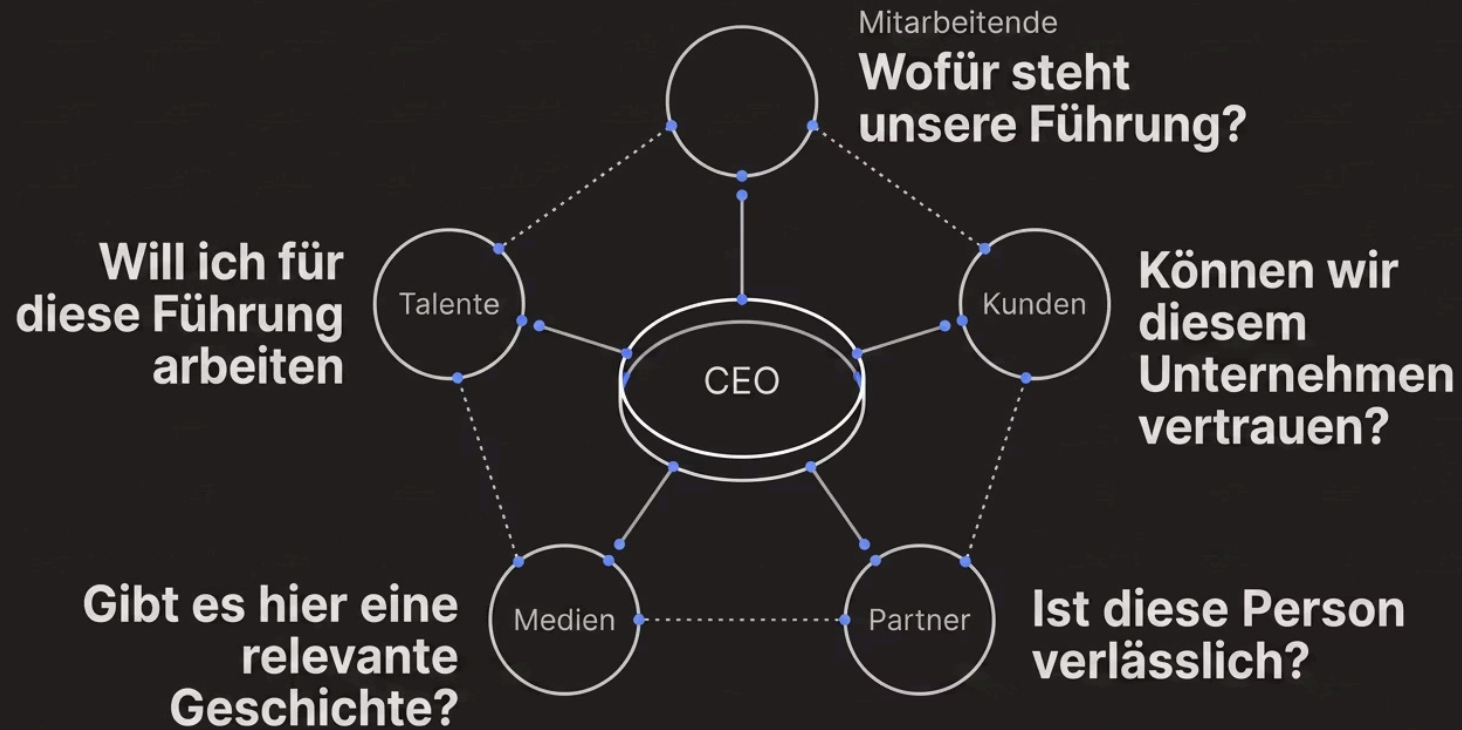 Mitarbeitende
Wofür steht
unsere Führung?
Will ich für
diese Führung
arbeiten
Talente
Kunden
Können wir
diesem
Unternehmen
vertrauen?
CEO
Gibt es hier eine
relevante
Geschichte?
Medien
Partner
Ist diese Person
verlässlich?